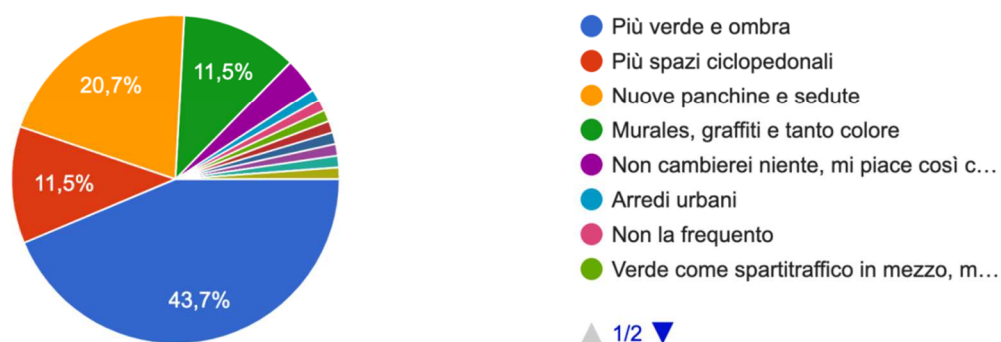 20,7%
11,5%
11,5%
43,7%
Più verde e ombra
Più spazi ciclopedonali
Nuove panchine e sedute
Murales, graffiti e tanto colore
Non cambierei niente, mi piace così c…
Arredi urbani
Non la frequento
Verde come spartitraffico in mezzo, m…
1/2